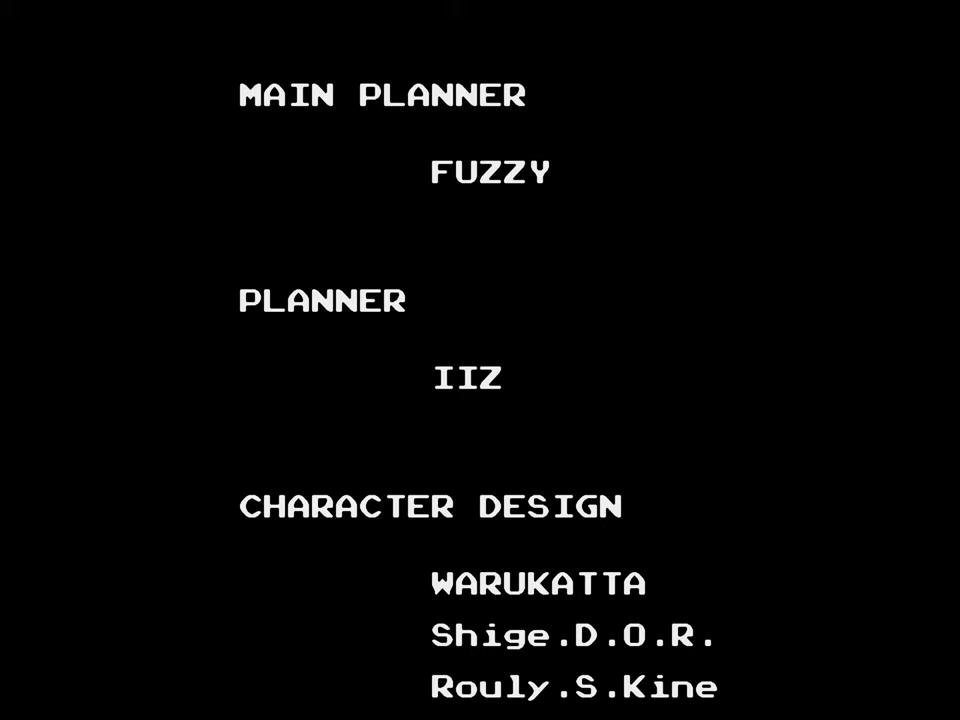 MAIN PLANNER
FUZZY
PLANNER
IIZ
CHARACTER DESIGN
WARUKATTA
Shige.D.O.R.
Rouly.S.Kine